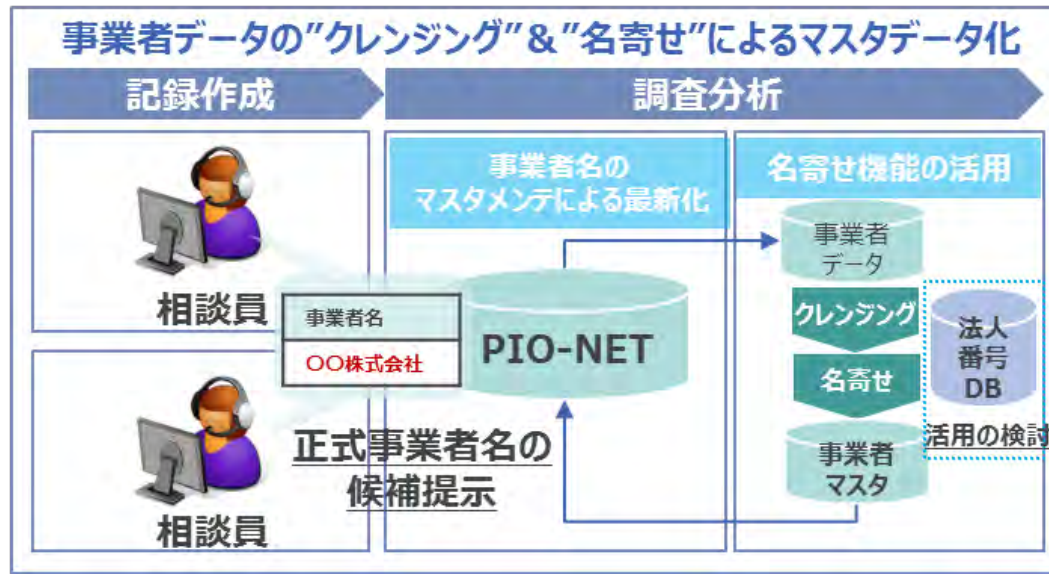 事業者データの”クレンジング”＆”名寄せ”によるマスタデータ化
記録作成
調査分析
相談員
相談員
事業者名
〇〇株式会社
正式事業者名の
候補提示
事業者名の
マスタメンテによる最新化
PIO-NET
名寄せ機能の活用
事業者
データ
クレンジング
名寄せ
事業者
マスタ
法人
番号
DB
活用の検討